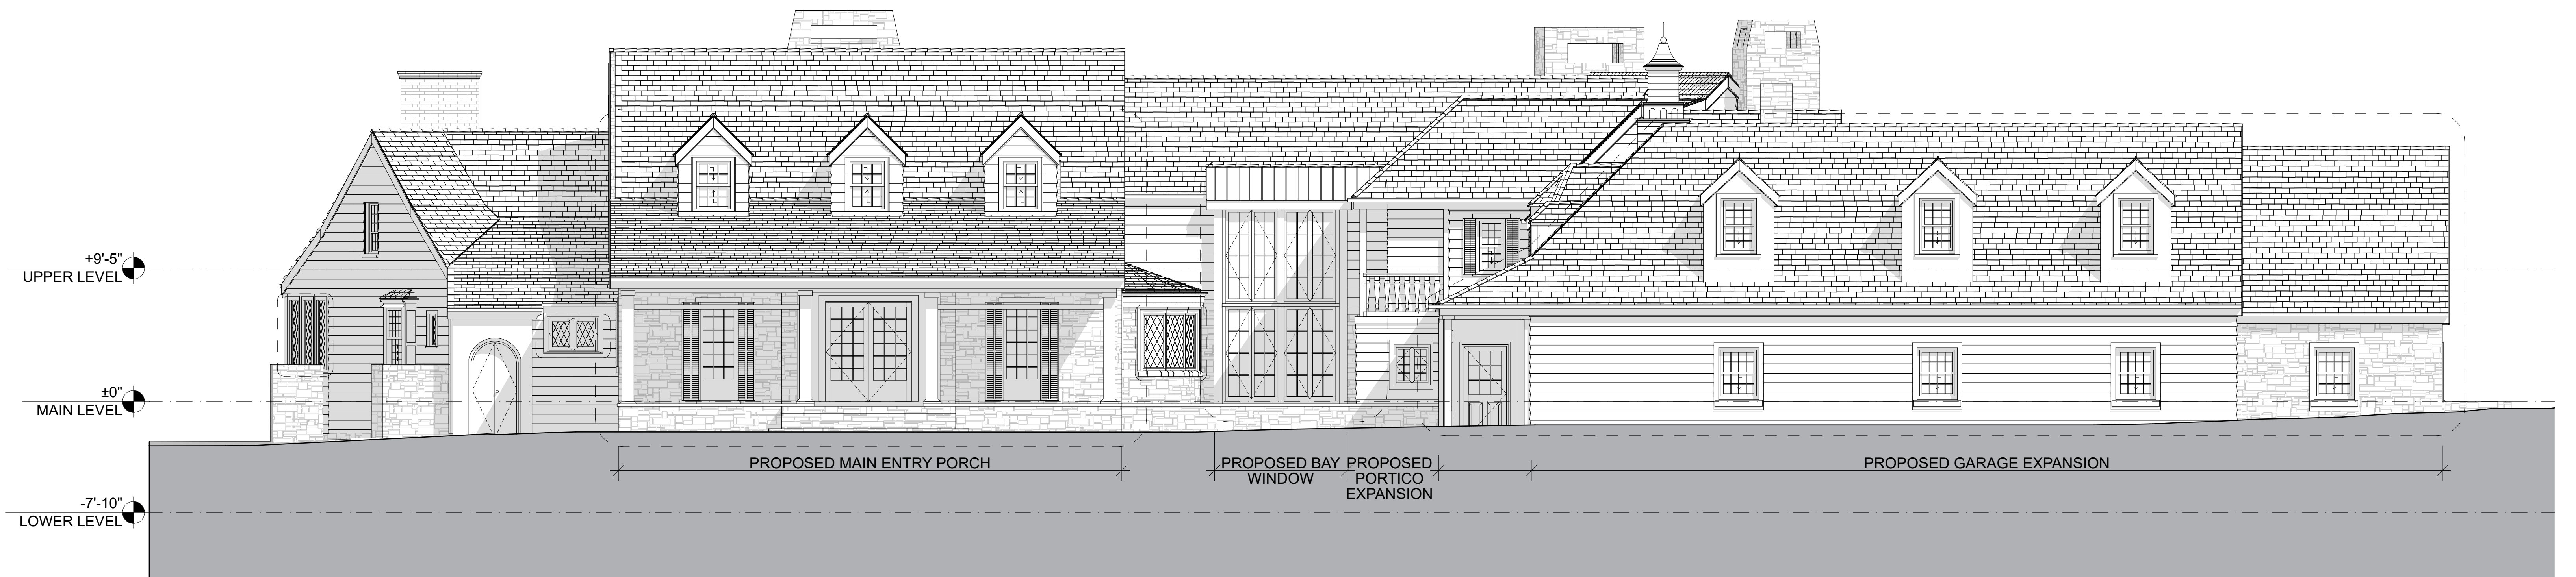 +9'-5"
UPPER LEVEL
±0"
MAIN LEVEL
-7'-10"
LOWER LEVEL
PROPOSED MAIN ENTRY PORCH
PROPOSED BAY
WINDOW
PROPOSED
PORTICO
EXPANSION
PROPOSED GARAGE EXPANSION